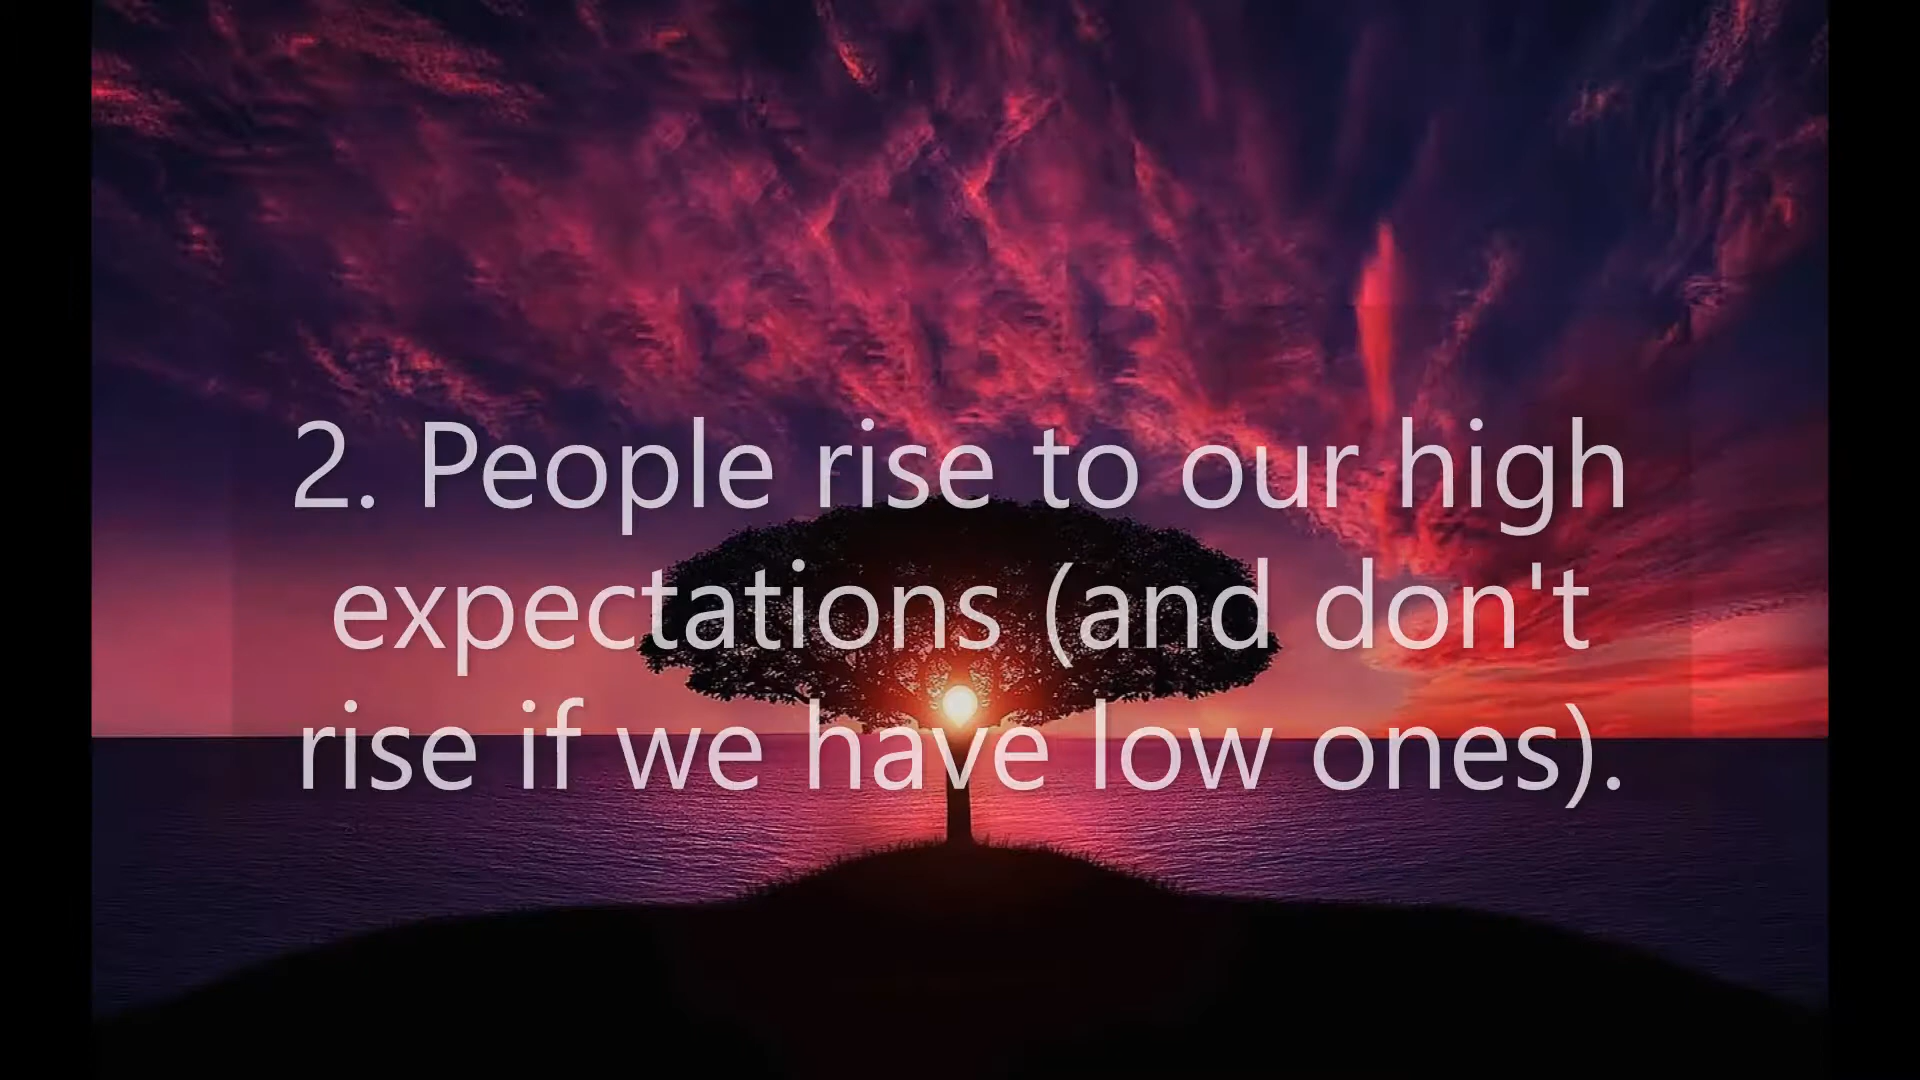 2. People rise to our high
expectations (and don't
rise if we have low ones).